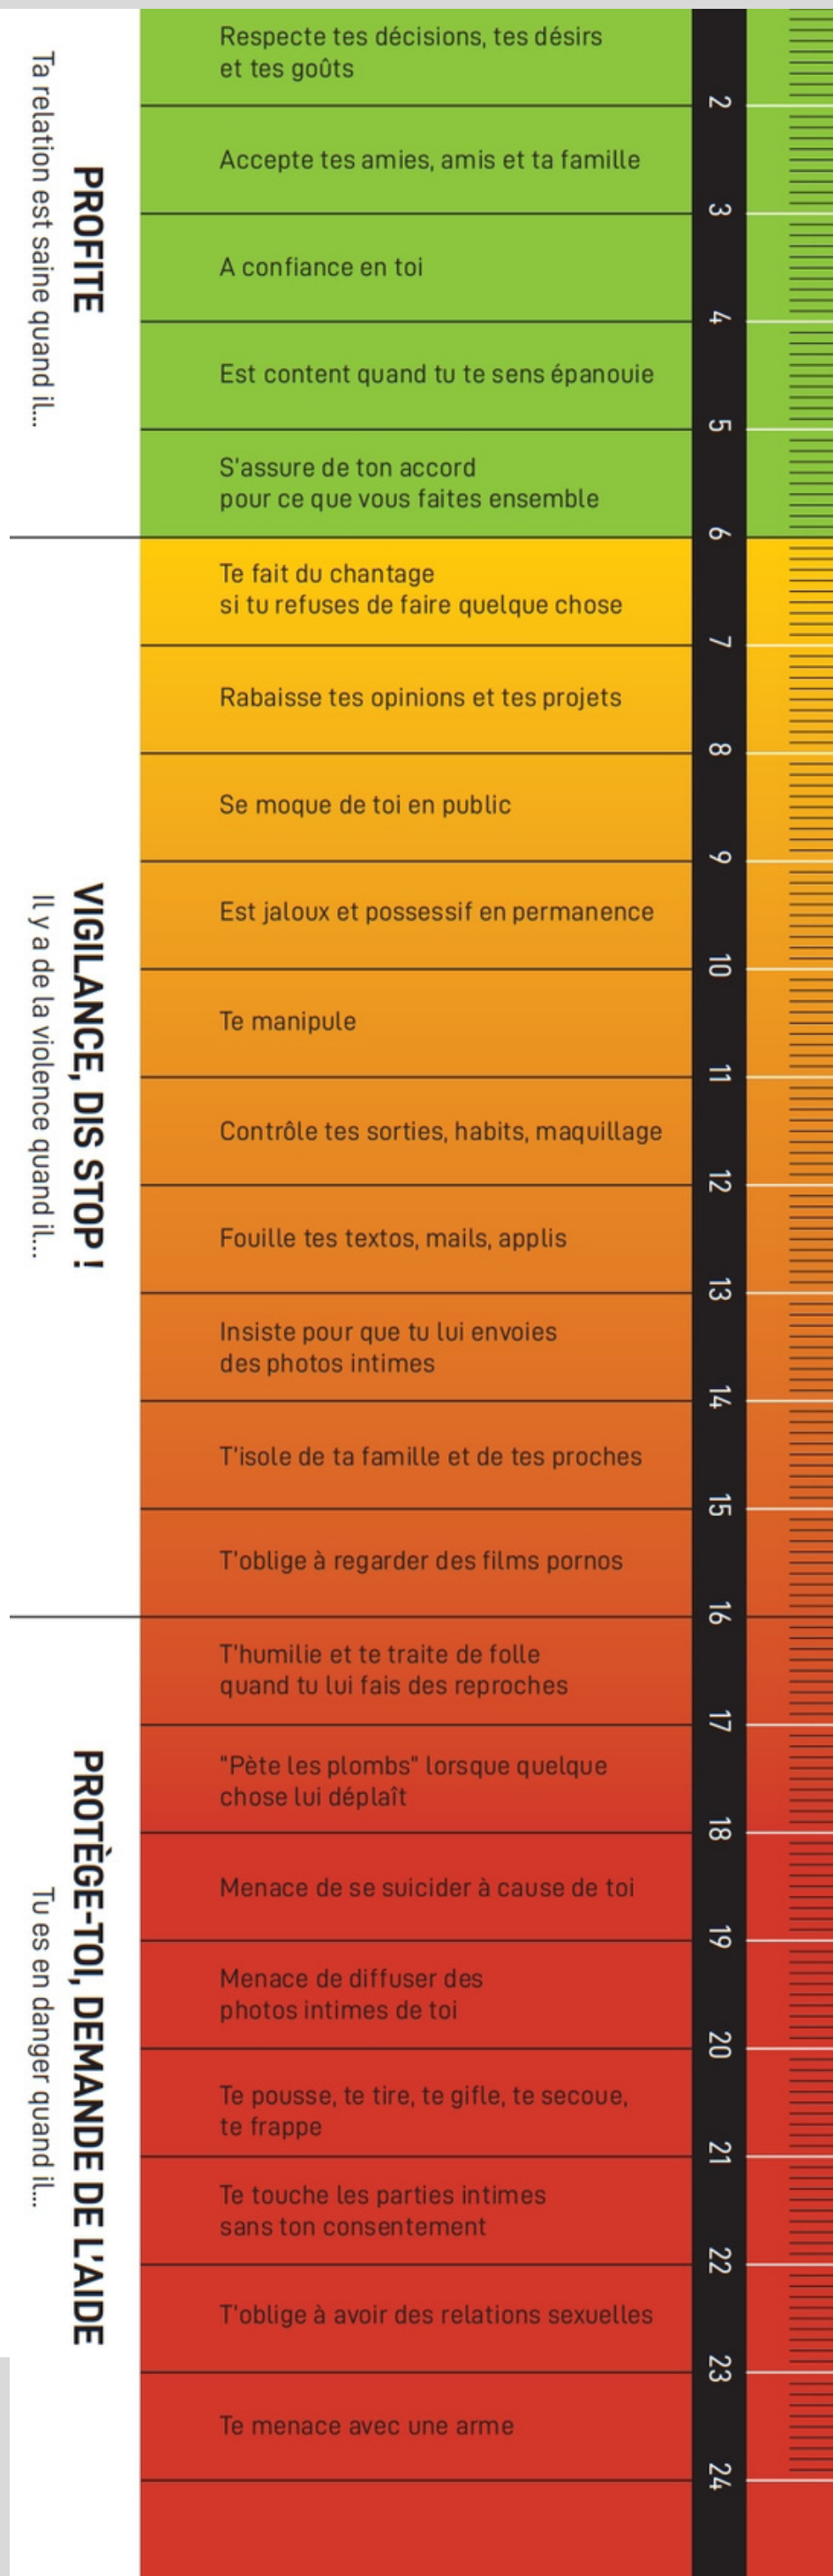 PROFITE
Ta relation est saine quand il...
Respecte tes décisions, tes désirs
et tes goûts
2
Accepte tes amies, amis et ta famille
3
A confiance en toi
4
Est content quand tu te sens épanouie
5
S'assure de ton accord
pour ce que vous faites ensemble
6
VIGILANCE, DIS STOP !
Il y a de la violence quand il...
Te fait du chantage
si tu refuses de faire quelque chose
7
Rabaisse tes opinions et tes projets
8
Se moque de toi en public
9
Est jaloux et possessif en permanence
10
Te manipule
11
Contrôle tes sorties, habits, maquillage
12
Fouille tes textos, mails, applis
13
Insiste pour que tu lui envoies
des photos intimes
14
T'isole de ta famille et de tes proches
15
T'oblige à regarder des films pornos
16
PROTÈGE-TOI, DEMANDE DE L'AIDE
Tu es en danger quand il...
T'humilie et te traite de folle
quand tu lui fais des reproches
17
"Pète les plombs" lorsque quelque
chose lui déplaît
18
Menace de se suicider à cause de toi
19
Menace de diffuser des
photos intimes de toi
20
Te pousse, te tire, te gifle, te secoue,
te frappe
21
Te touche les parties intimes
sans ton consentement
22
T'oblige à avoir des relations sexuelles
23
Te menace avec une arme
24